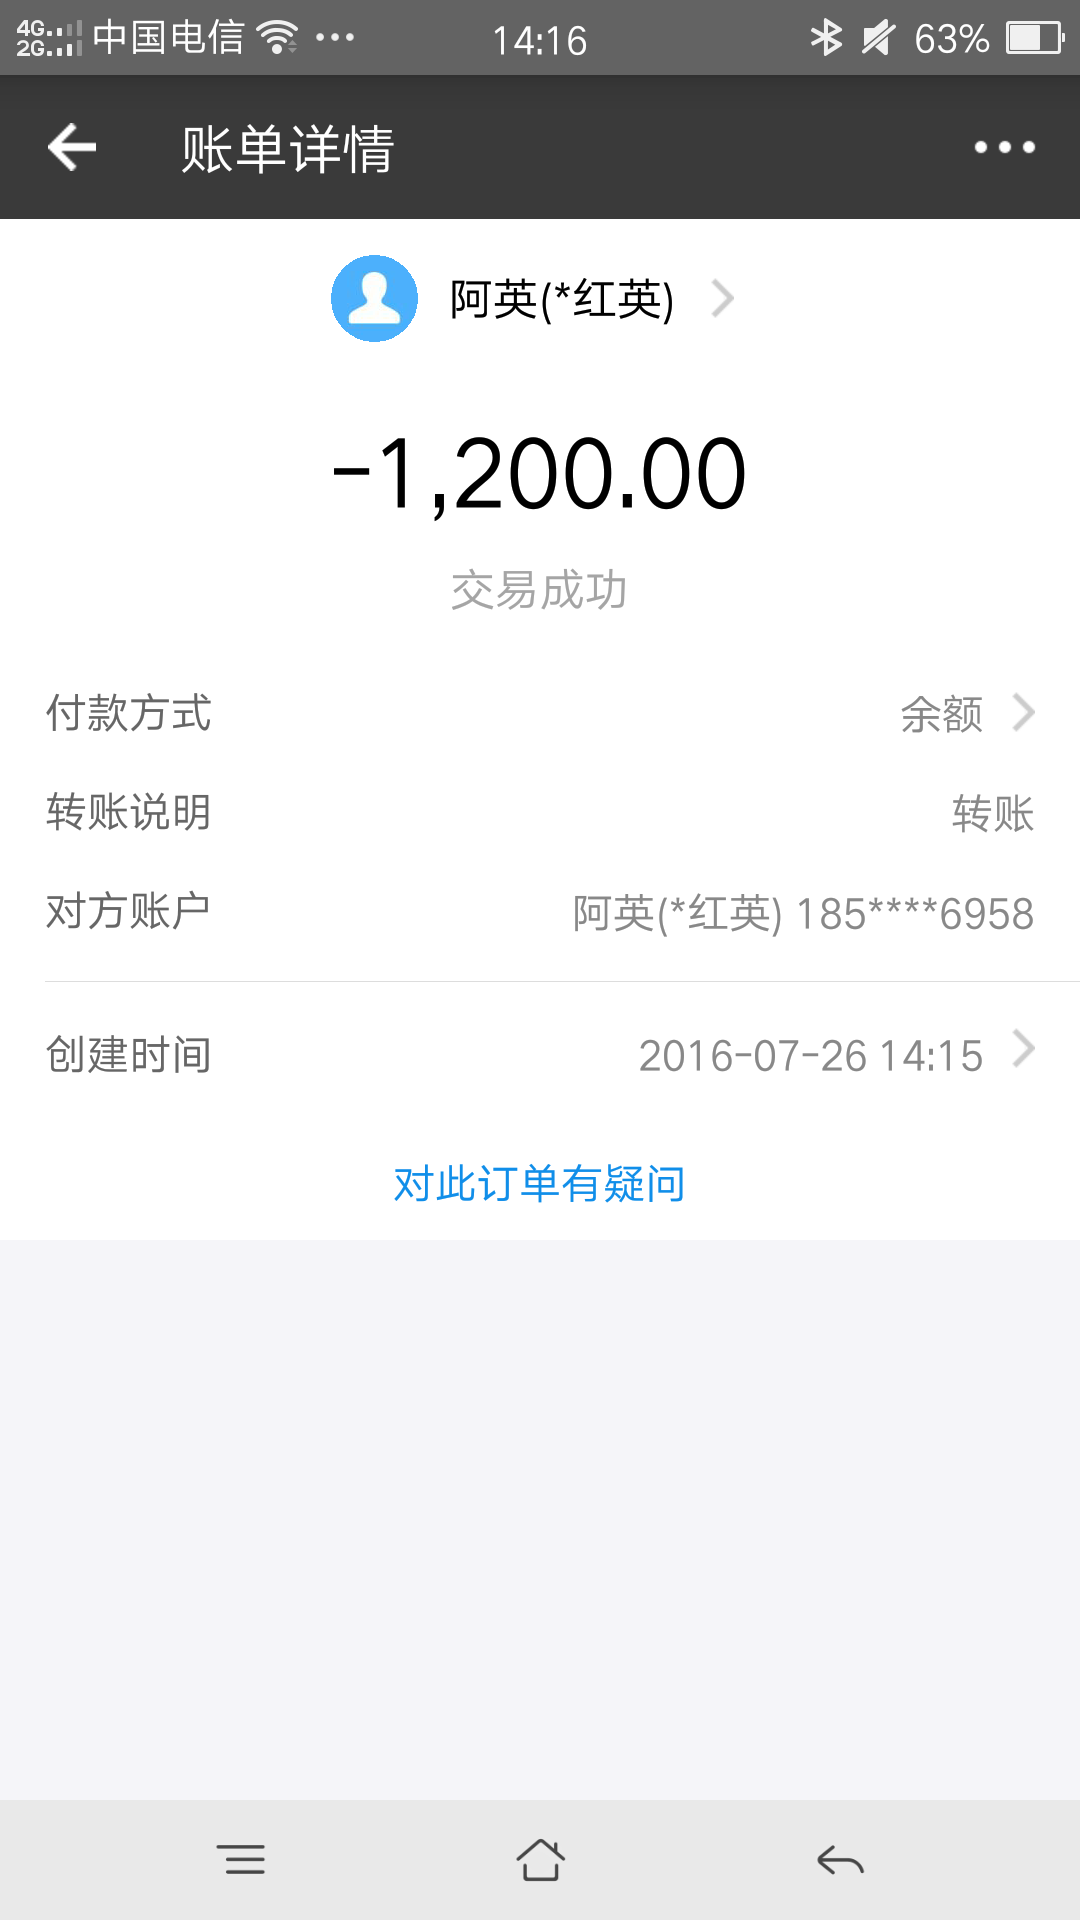 4G 2G 中国电信 14:16 63%
账单详情
阿英(*红英)
-1,200.00
交易成功
付款方式 余额
转账说明 转账
对方账户 阿英(*红英) 185****6958
创建时间 2016-07-26 14:15
对此订单有疑问